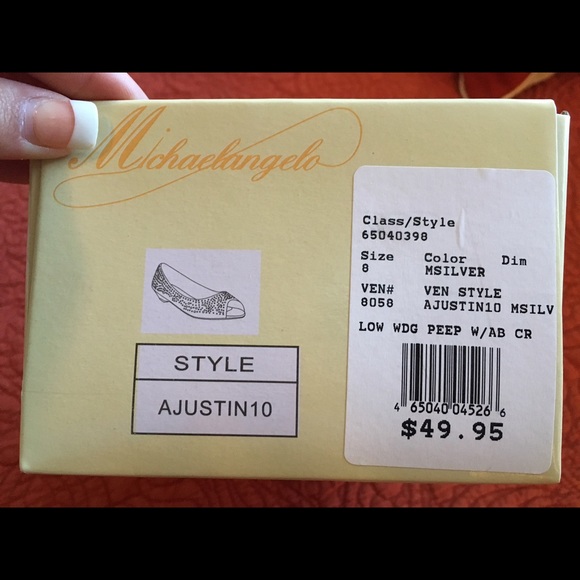 Michaelangelo
STYLE
AJUSTIN10
Class/Style
65040398
Size Color Dim
8 MSILVER
VEN# VEN STYLE
8058 AJUSTIN10 MSILV
LOW WDG PEEP W/AB CR
4 65040 04526 6
$49.95